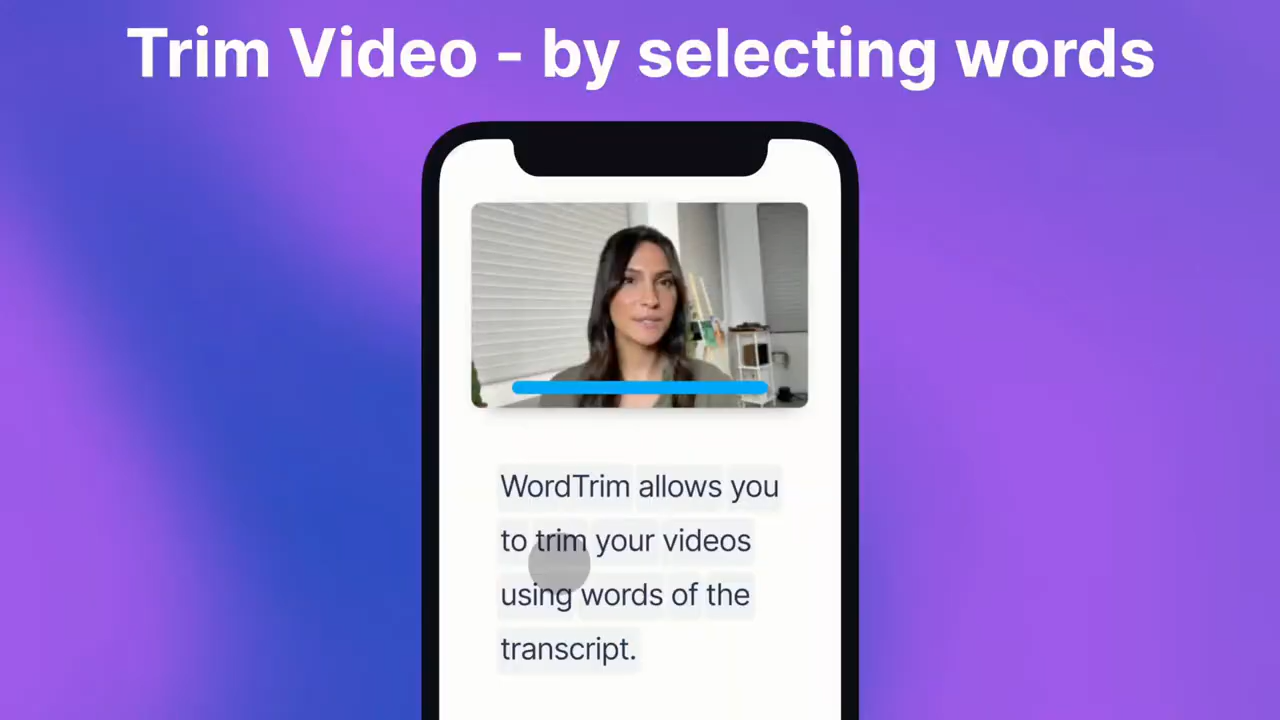 Trim Video - by selecting words
WordTrim allows you
to trim your videos
using words of the
transcript.